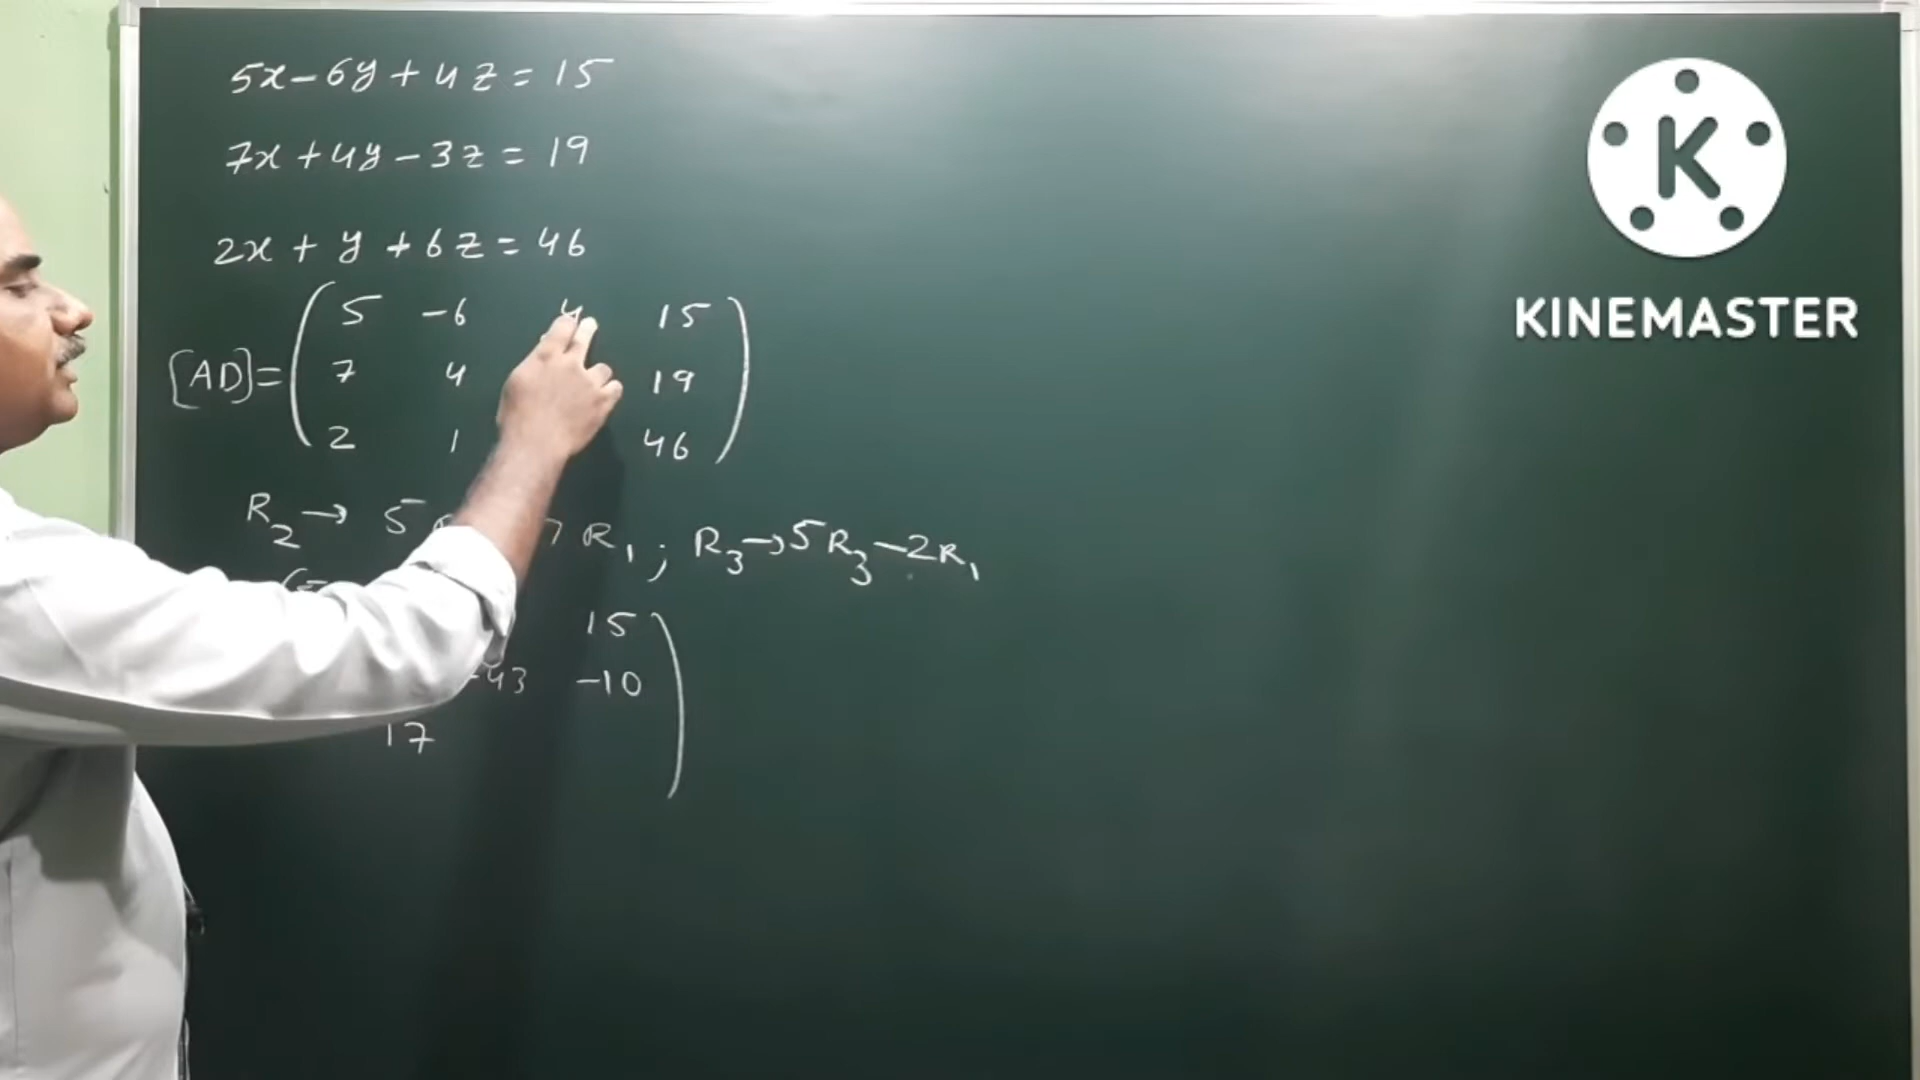 5x-6y+4z=15
7x+4y-3z=19
2x+y+6z=46
5 -6 4 15
[AD]= 7 4 19
2 1 46
R2→ 5 7R1; R3→5R3-2R1
15
-43 -10
17
K
KINEMASTER